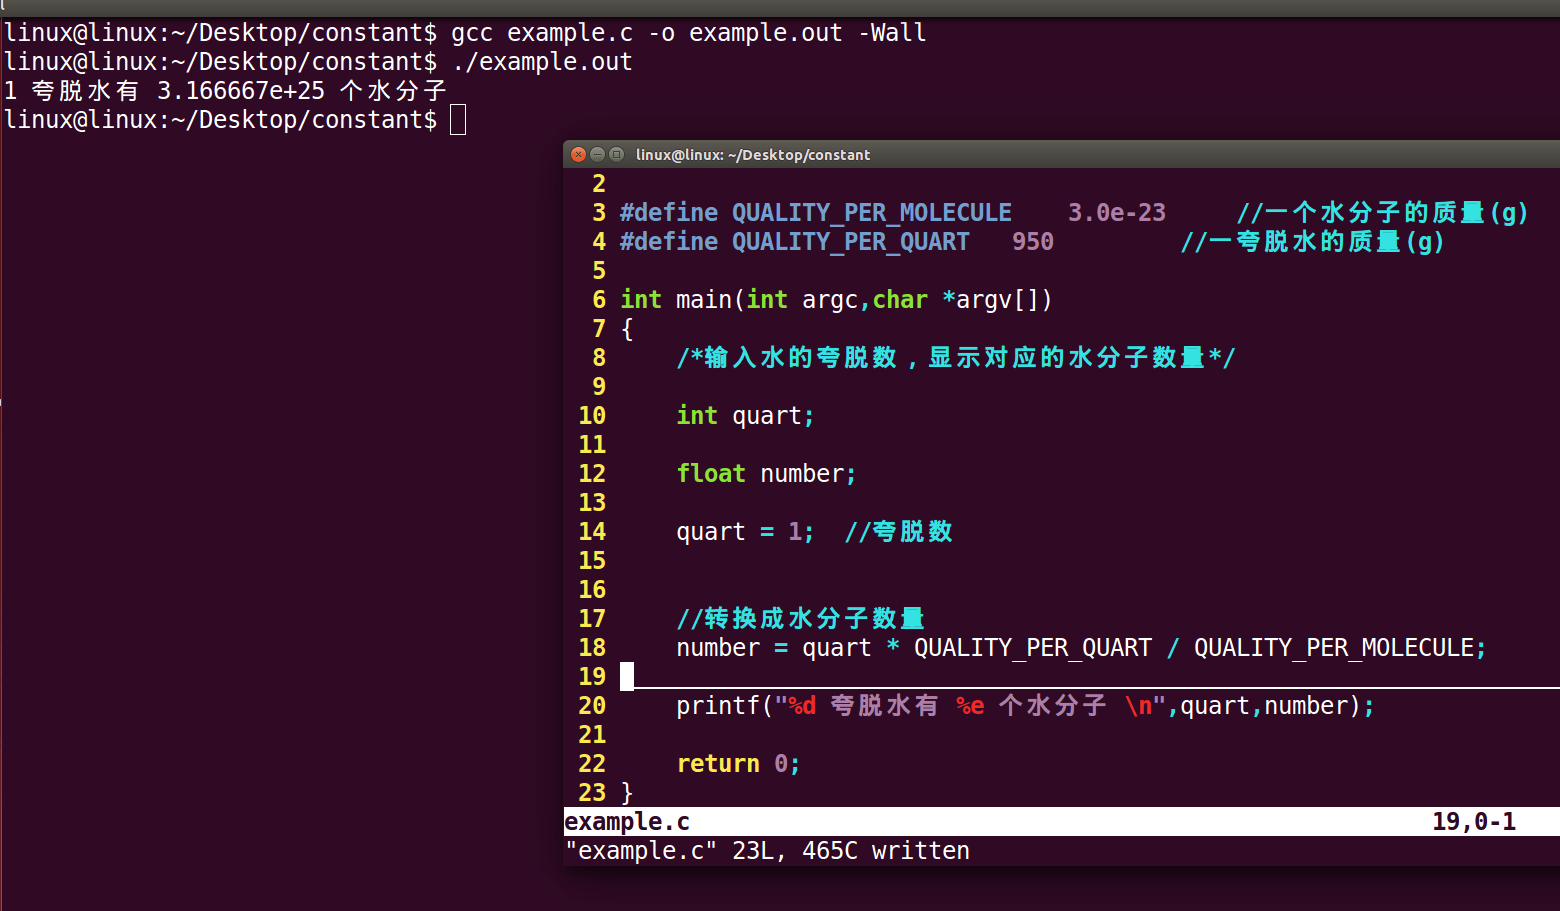 linux@linux:~/Desktop/constant$ gcc example.c -o example.out -Wall
linux@linux:~/Desktop/constant$ ./example.out
1 夸脱水有 3.166667e+25 个水分子
linux@linux:~/Desktop/constant$
linux@linux: ~/Desktop/constant
2
3 #define QUALITY_PER_MOLECULE    3.0e-23     //一个水分子的质量(g)
4 #define QUALITY_PER_QUART   950         //一夸脱水的质量(g)
5
6 int main(int argc,char *argv[])
7 {
8     /*输入水的夸脱数，显示对应的水分子数量*/
9
10     int quart;
11
12     float number;
13
14     quart = 1;  //夸脱数
15
16
17     //转换成水分子数量
18     number = quart * QUALITY_PER_QUART / QUALITY_PER_MOLECULE;
19
20     printf("%d 夸脱水有 %e 个水分子 \n",quart,number);
21
22     return 0;
23 }
example.c 19,0-1
"example.c" 23L, 465C written